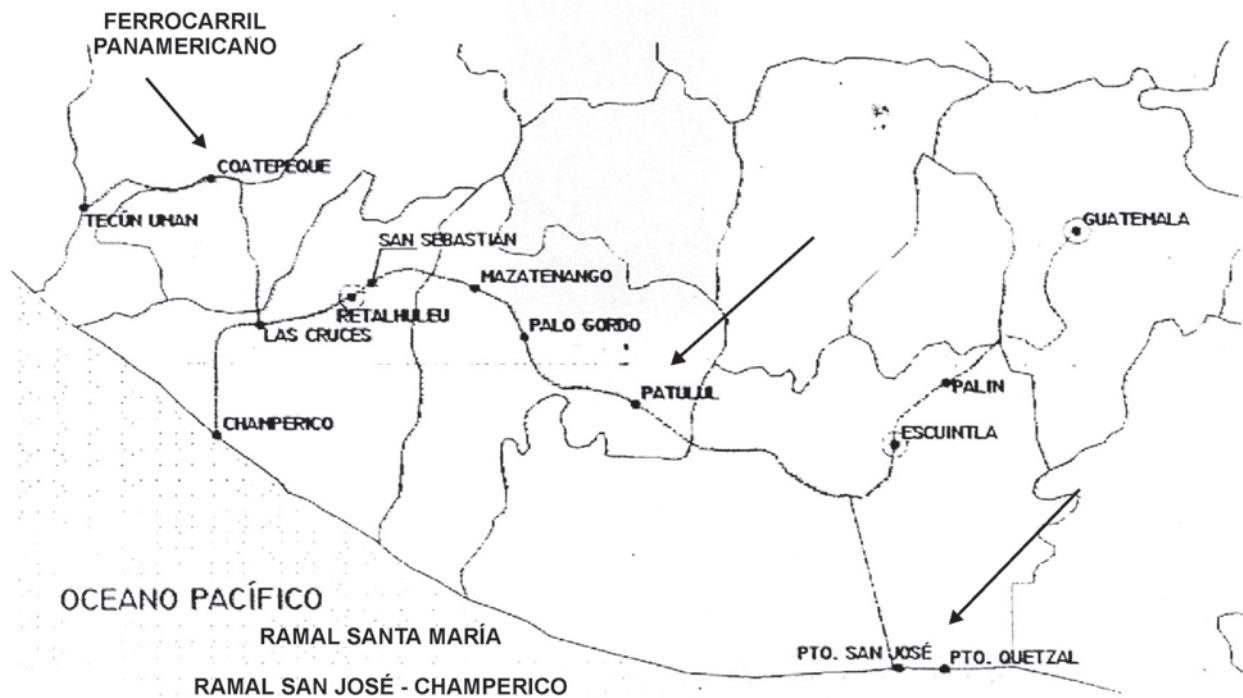 FERROCARRIL
PANAMERICANO
COATEPEQUE
TECÚN UMAN
GUATEMALA
SAN SEBASTIAN
MAZATENANGO
RETALHULEU
LAS CRUCES
PALO GORDO
PATULUL
PALIN
CHAMPERICO
ESCUINTLA
OCEANO PACÍFICO
RAMAL SANTA MARÍA
PTO. SAN JOSÉ
PTO. QUETZAL
RAMAL SAN JOSÉ - CHAMPERICO